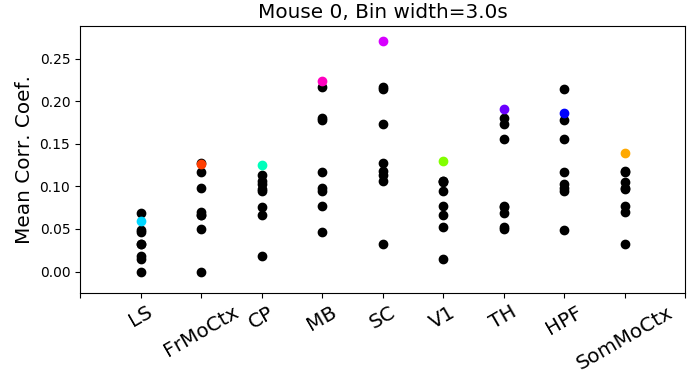 Mouse 0, Bin width=3.0s
Mean Corr. Coef.
0.25
0.20
0.15
0.10
0.05
0.00
LS
FrMoCtx
CP
MB
SC
V1
TH
HPF
SomMoCtx